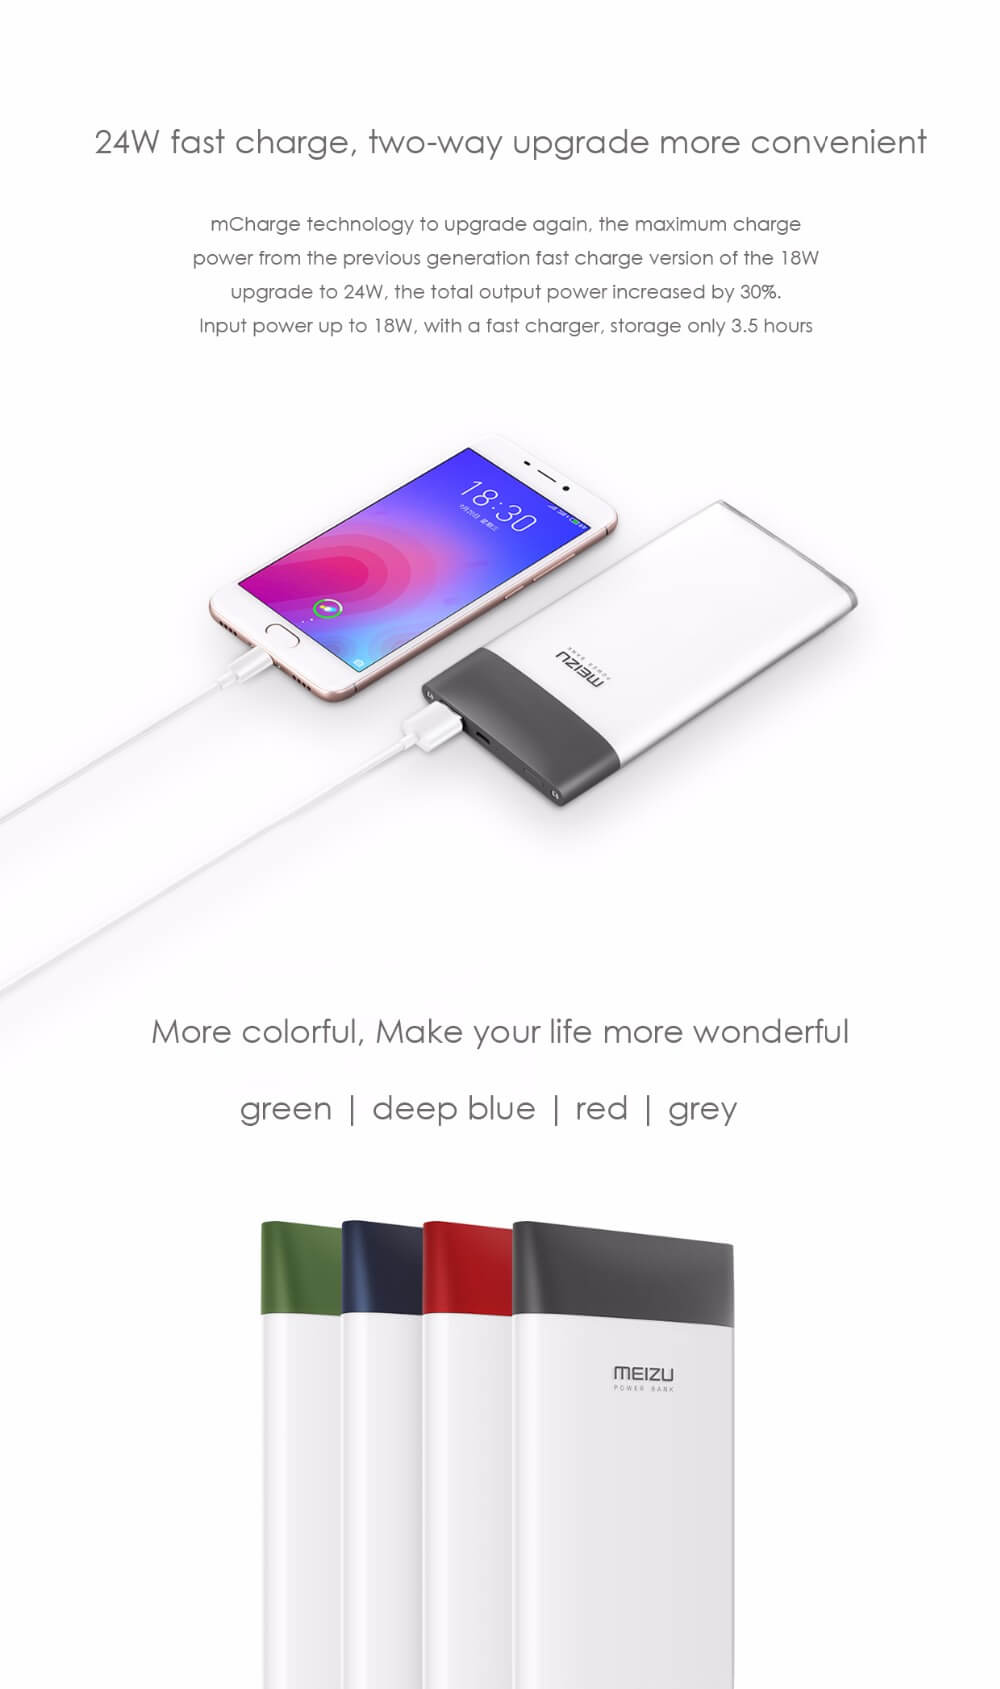 24W fast charge, two-way upgrade more convenient
mCharge technology to upgrade again, the maximum charge
power from the previous generation fast charge version of the 18W
upgrade to 24W, the total output power increased by 30%.
Input power up to 18W, with a fast charger, storage only 3.5 hours
18:30
MEIZU
POWER BANK
More colorful, Make your life more wonderful
green | deep blue | red | grey
MEIZU
POWER BANK